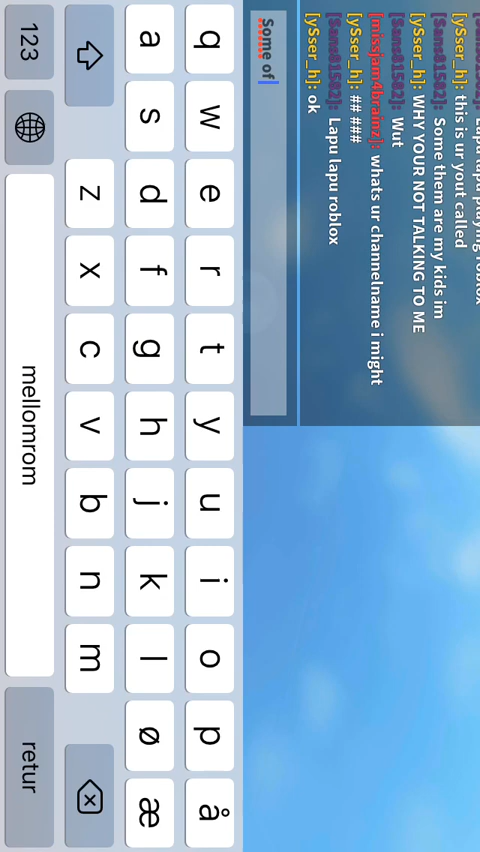 [ySser_h]: this is ur yout called
[Sans81582]: Some them are my kids im
[ySser_h]: WHY YOUR NOT TALKING TO ME
[Sans81582]: Wut
[missjam4brainz]: whats ur channelname i might
[ySser_h]: ## ###
[Sans81582]: Lapu lapu roblox
[ySser_h]: ok
Some of
q w e r t y u i o p å
a s d f g h j k l ø æ
z x c v b n m
123 mellomrom retur